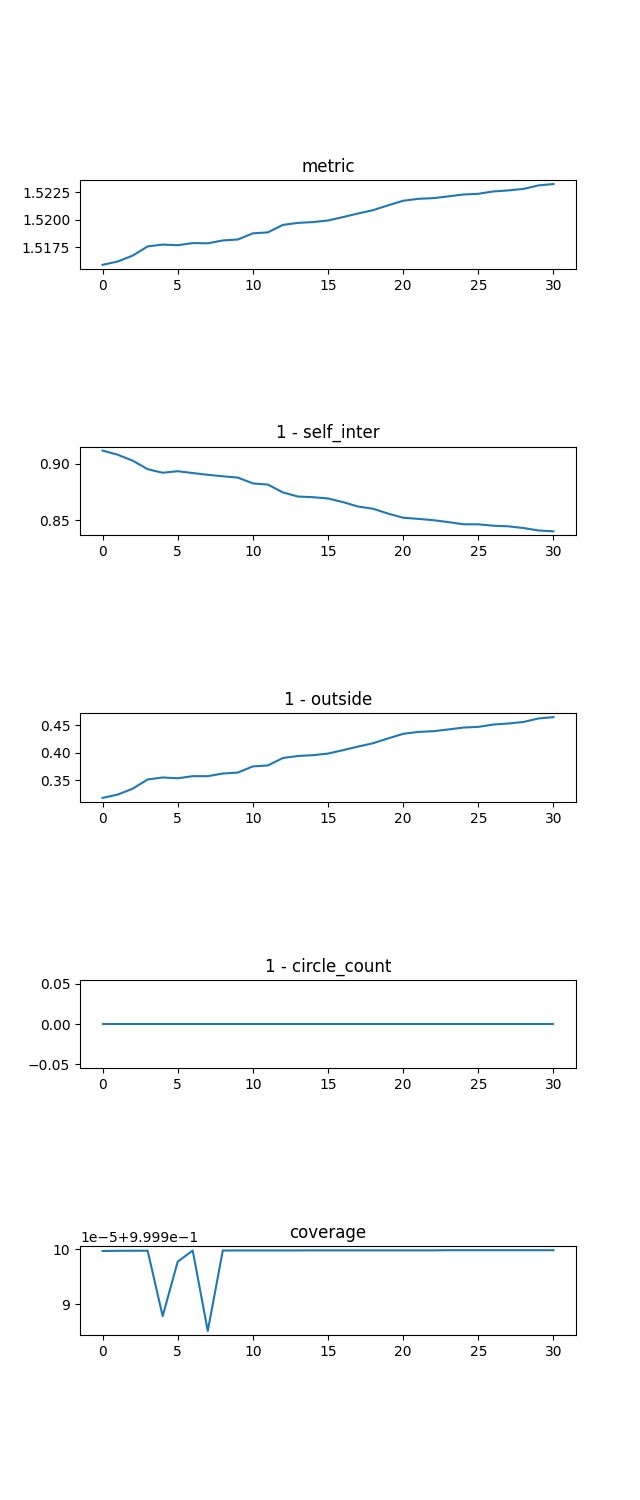 metric
1.5225
1.5200
1.5175
0 5 10 15 20 25 30
1 - self_inter
0.90
0.85
0 5 10 15 20 25 30
1 - outside
0.45
0.40
0.35
0 5 10 15 20 25 30
1 - circle_count
0.05
0.00
−0.05
0 5 10 15 20 25 30
coverage
1e−5+9.999e−1
10
9
0 5 10 15 20 25 30